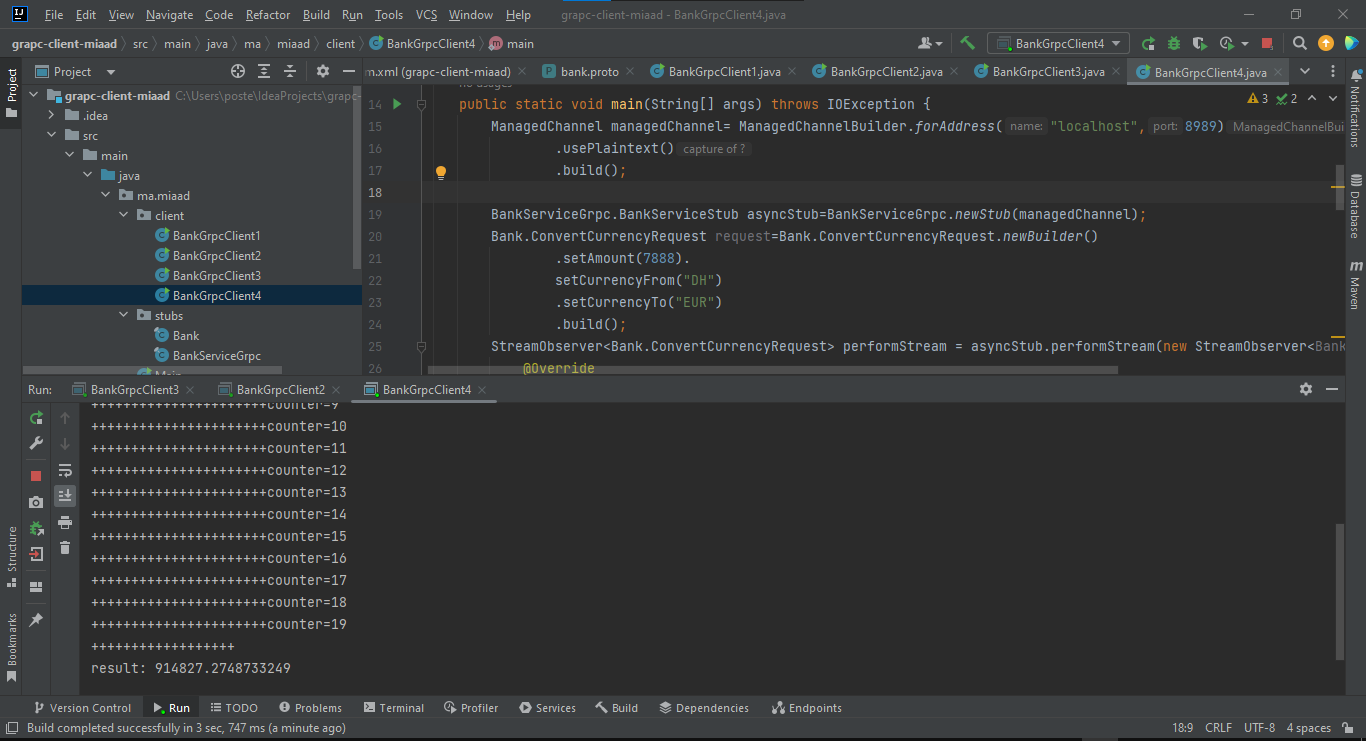 File Edit View Navigate Code Refactor Build Run Tools VCS Window Help grapc-client-miaad - BankGrpcClient4.java
grapc-client-miaad src main java ma miaad client BankGrpcClient4 main BankGrpcClient4
Project
m.xml (grapc-client-miaad) bank.proto BankGrpcClient1.java BankGrpcClient2.java BankGrpcClient3.java BankGrpcClient4.java
Project
Notifications
Database
Maven
grapc-client-miaad C:\Users\poste\IdeaProjects\grapc-
.idea
src
main
java
ma.miaad
client
BankGrpcClient1
BankGrpcClient2
BankGrpcClient3
BankGrpcClient4
stubs
Bank
BankServiceGrpc
Main
no usages
3 2
14 public static void main(String[] args) throws IOException {
15 ManagedChannel managedChannel= ManagedChannelBuilder.forAddress( name: "localhost", port: 8989) ManagedChannelBui
16 .usePlaintext() capture of ?
17 .build();
18
19 BankServiceGrpc.BankServiceStub asyncStub=BankServiceGrpc.newStub(managedChannel);
20 Bank.ConvertCurrencyRequest request=Bank.ConvertCurrencyRequest.newBuilder()
21 .setAmount(7888).
22 setCurrencyFrom("DH")
23 .setCurrencyTo("EUR")
24 .build();
25 StreamObserver<Bank.ConvertCurrencyRequest> performStream = asyncStub.performStream(new StreamObserver<Bank
26 @Override
Run: BankGrpcClient3 BankGrpcClient2 BankGrpcClient4
++++++++++++++++++++++counter=9
++++++++++++++++++++++counter=10
++++++++++++++++++++++counter=11
++++++++++++++++++++++counter=12
++++++++++++++++++++++counter=13
++++++++++++++++++++++counter=14
++++++++++++++++++++++counter=15
++++++++++++++++++++++counter=16
++++++++++++++++++++++counter=17
++++++++++++++++++++++counter=18
++++++++++++++++++++++counter=19
++++++++++++++++++
result: 914827.2748733249
Structure
Bookmarks
Version Control Run TODO Problems Terminal Profiler Services Build Dependencies Endpoints
Build completed successfully in 3 sec, 747 ms (a minute ago) 18:9 CRLF UTF-8 4 spaces